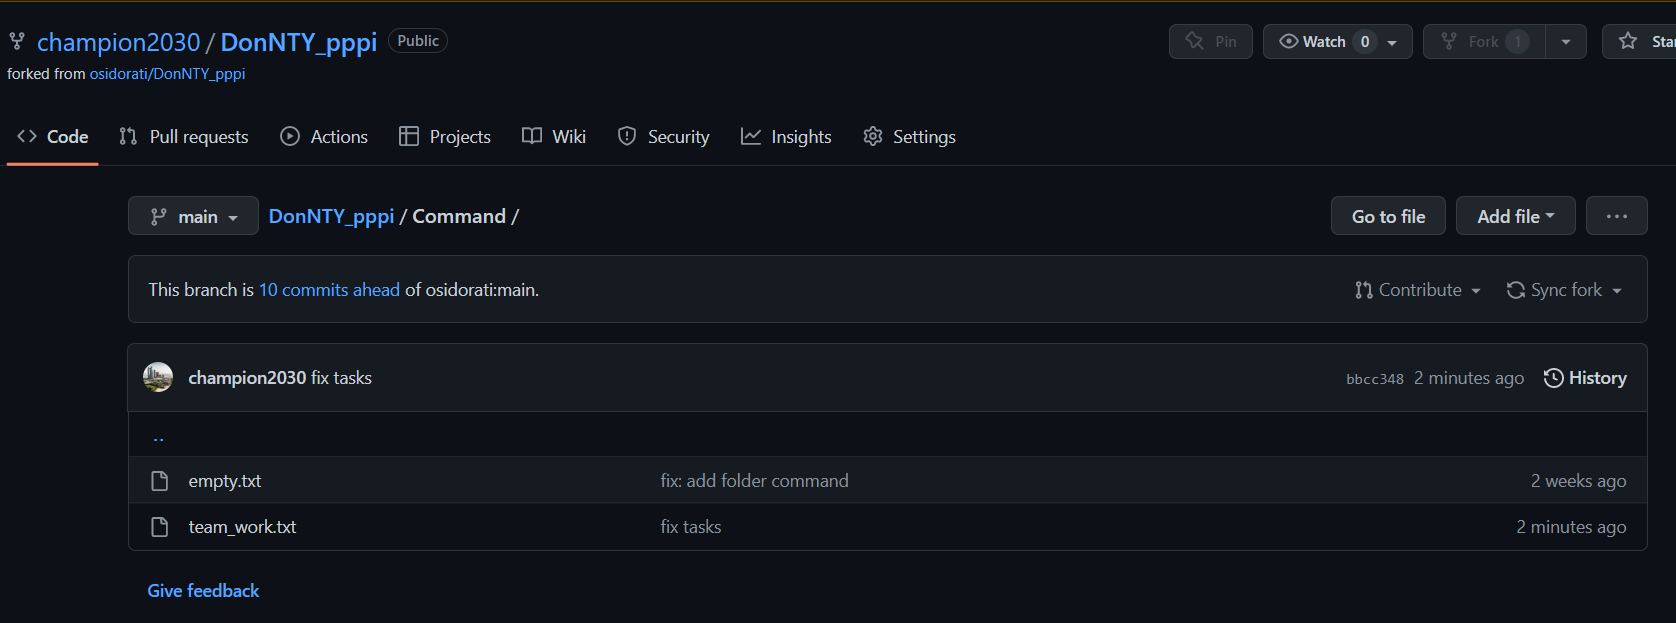 champion2030 / DonNTY_pppi Public
Pin Watch 0 Fork 1
forked from osidorati/DonNTY_pppi
Code Pull requests Actions Projects Wiki Security Insights Settings
main DonNTY_pppi / Command / Go to file Add file ...
This branch is 10 commits ahead of osidorati:main. Contribute Sync fork
champion2030 fix tasks bbcc348 2 minutes ago History
..
empty.txt fix: add folder command 2 weeks ago
team_work.txt fix tasks 2 minutes ago
Give feedback